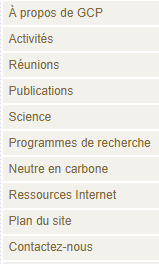 À propos de GCP
Activités
Réunions
Publications
Science
Programmes de recherche
Neutre en carbone
Ressources Internet
Plan du site
Contactez-nous